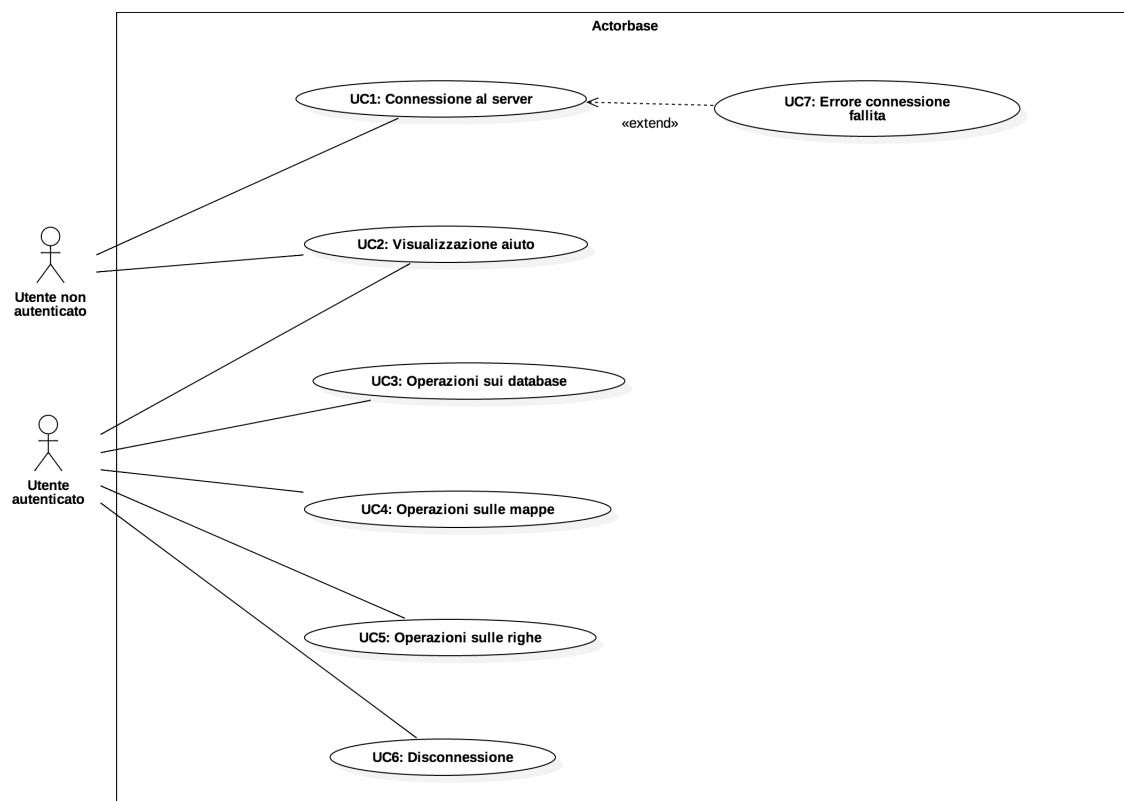 Actorbase
UC1: Connessione al server
UC7: Errore connessione
fallita
«extend»
UC2: Visualizzazione aiuto
Utente non
autenticato
UC3: Operazioni sui database
Utente
autenticato
UC4: Operazioni sulle mappe
UC5: Operazioni sulle righe
UC6: Disconnessione